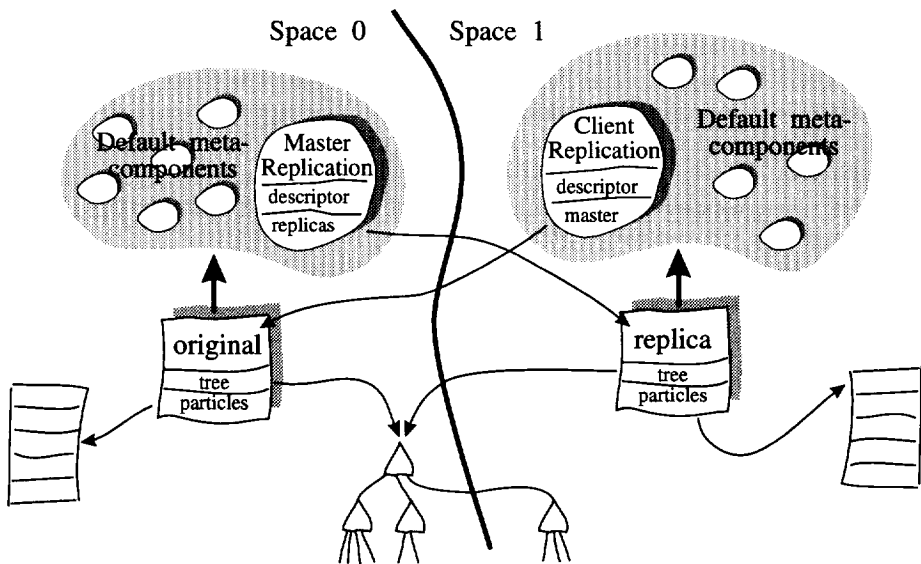 Space 0
Space 1
Default meta-
components
Master
Replication
descriptor
replicas
Client
Replication
descriptor
master
Default meta-
components
original
tree
particles
replica
tree
particles